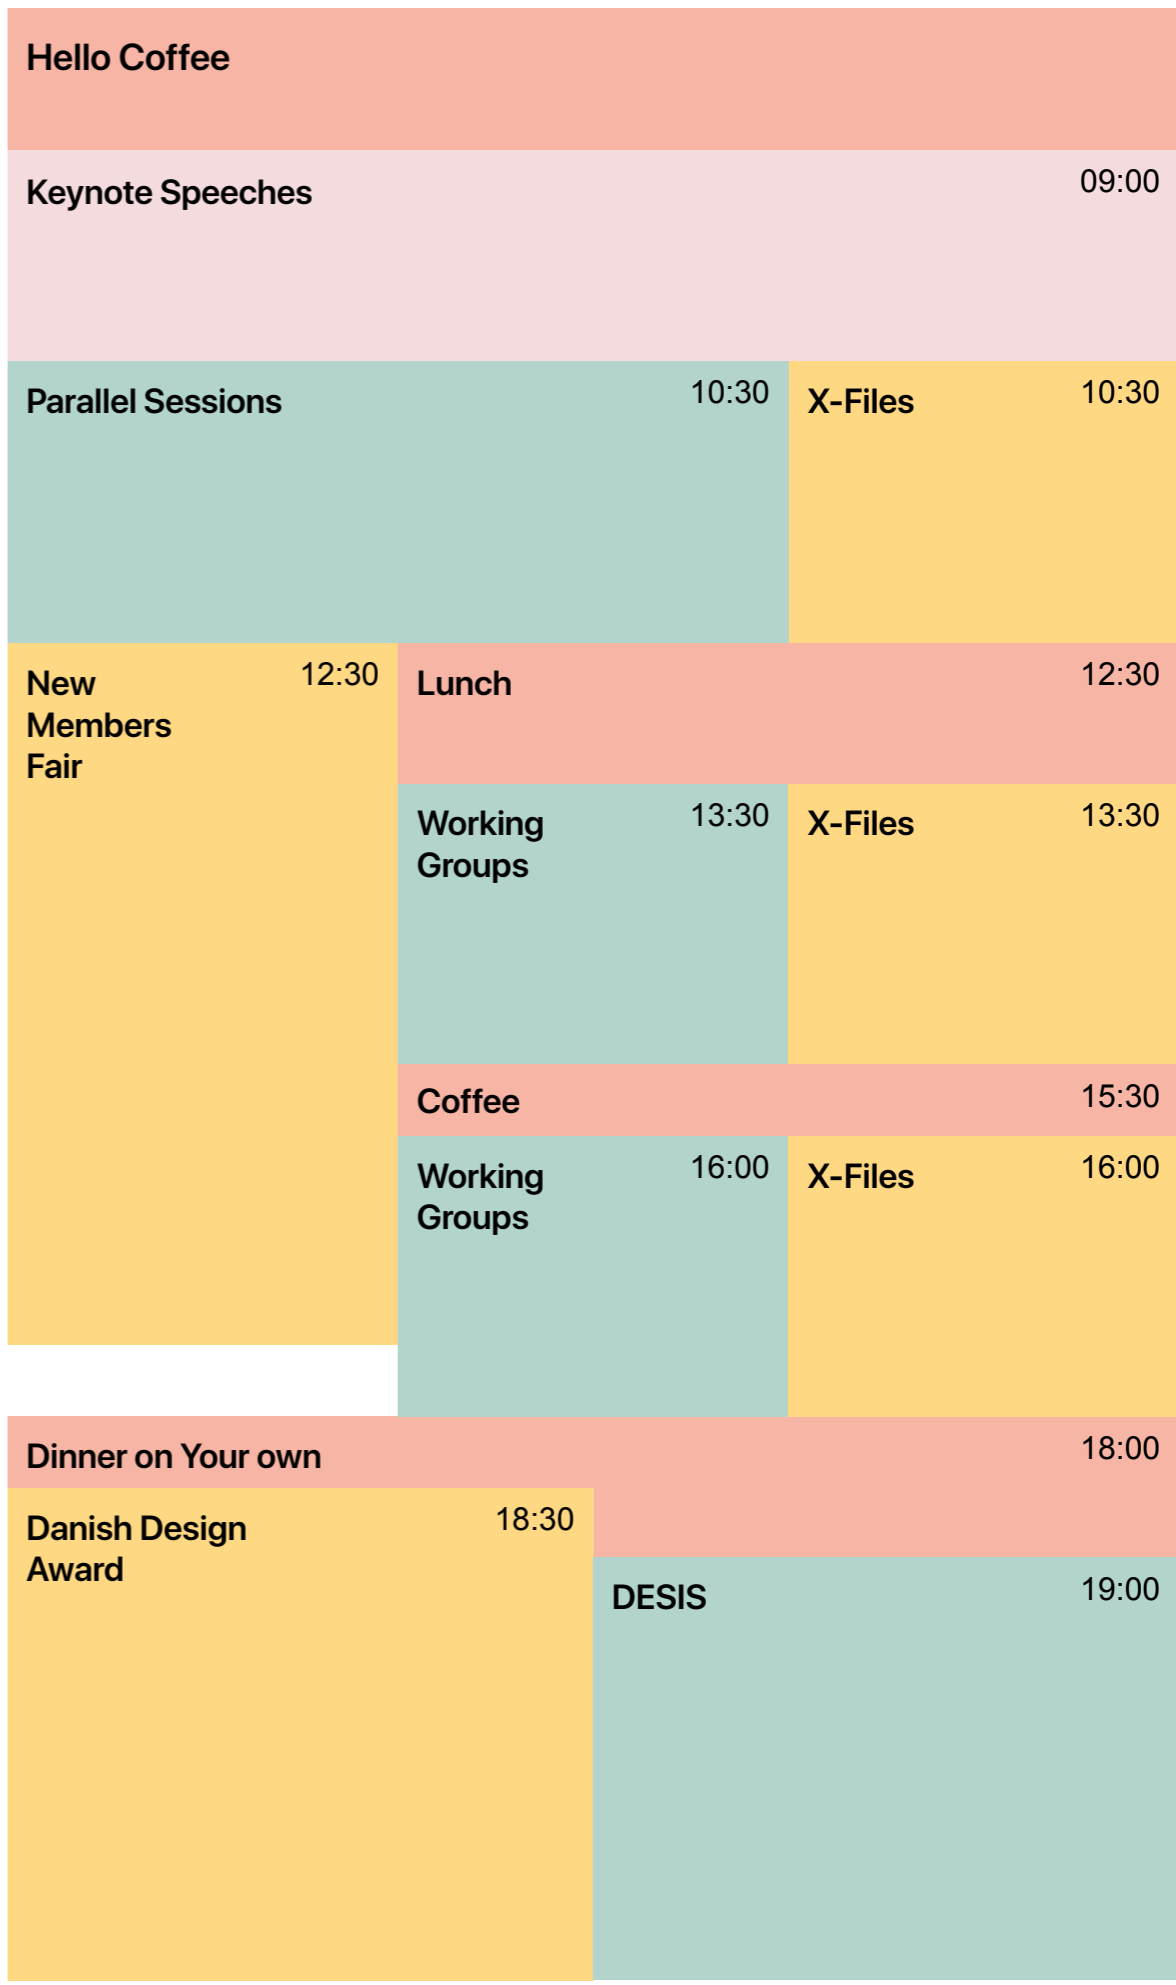 Hello Coffee
Keynote Speeches 09:00
Parallel Sessions 10:30
X-Files 10:30
New 12:30
Members
Fair
Lunch 12:30
Working 13:30
Groups
X-Files 13:30
Coffee 15:30
Working 16:00
Groups
X-Files 16:00
Dinner on Your own 18:00
Danish Design 18:30
Award
DESIS 19:00